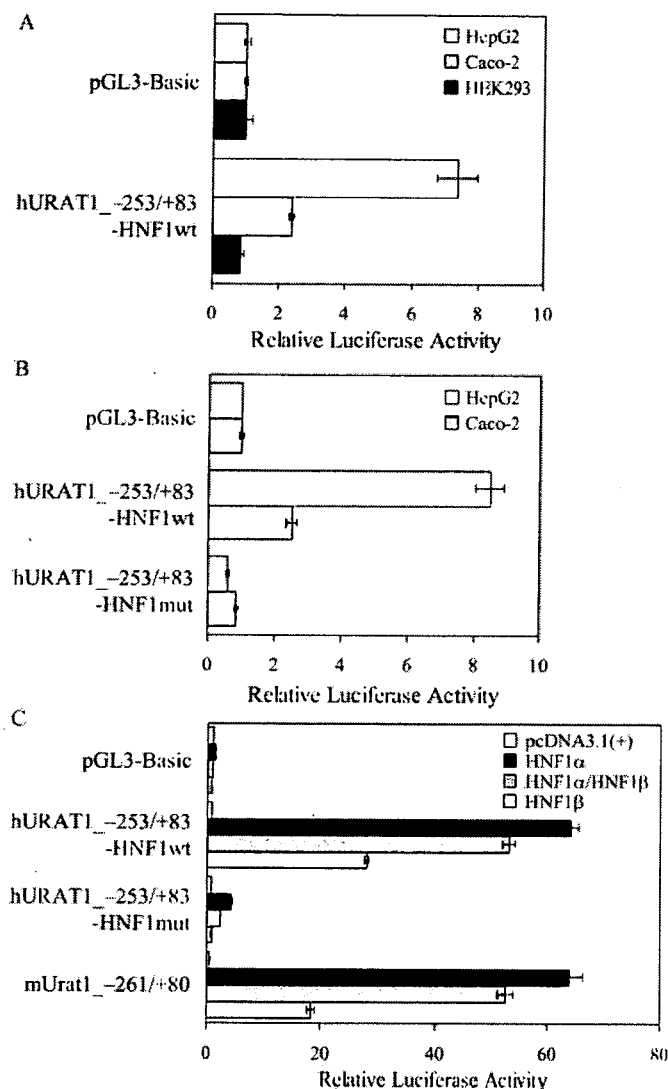 A
HepG2
Caco-2
HEK293
pGL3-Basic
hURAT1_−253/+83
-HNF1wt
0 2 4 6 8 10
Relative Luciferase Activity
B
HepG2
Caco-2
pGL3-Basic
hURAT1_−253/+83
-HNF1wt
hURAT1_−253/+83
-HNF1mut
0 2 4 6 8 10
Relative Luciferase Activity
C
pcDNA3.1(+)
HNF1α
HNF1α/HNF1β
HNF1β
pGL3-Basic
hURAT1_−253/+83
-HNF1wt
hURAT1_−253/+83
-HNF1mut
mUrat1_−261/+80
0 20 40 60 80
Relative Luciferase Activity